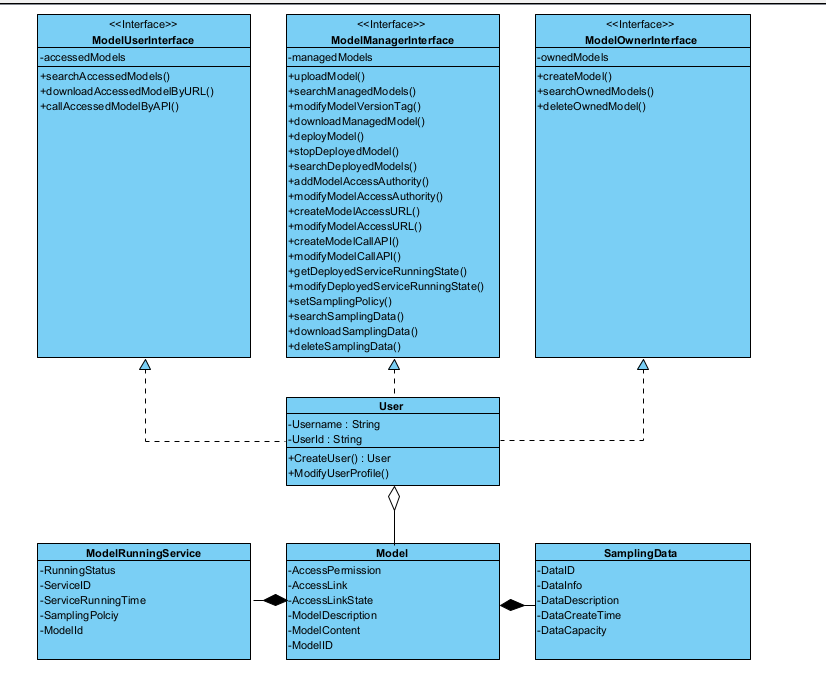 <<Interface>>
ModelUserInterface
-accessedModels
+searchAccessedModels()
+downloadAccessedModelByURL()
+callAccessedModelByAPI()
<<Interface>>
ModelManagerInterface
-managedModels
+uploadModel()
+searchManagedModels()
+modifyModelVersionTag()
+downloadManagedModel()
+deployModel()
+stopDeployedModel()
+searchDeployedModels()
+addModelAccessAuthority()
+modifyModelAccessAuthority()
+createModelAccessURL()
+modifyModelAccessURL()
+createModelCallAPI()
+modifyModelCallAPI()
+getDeployedServiceRunningState()
+modifyDeployedServiceRunningState()
+setSamplingPolicy()
+searchSamplingData()
+downloadSamplingData()
+deleteSamplingData()
<<Interface>>
ModelOwnerInterface
-ownedModels
+createModel()
+searchOwnedModels()
+deleteOwnedModel()
User
-Username : String
-UserId : String
+CreateUser() : User
+ModifyUserProfile()
ModelRunningService
-RunningStatus
-ServiceID
-ServiceRunningTime
-SamplingPolciy
-ModelId
Model
-AccessPermission
-AccessLink
-AccessLinkState
-ModelDescription
-ModelContent
-ModelID
SamplingData
-DataID
-DataInfo
-DataDescription
-DataCreateTime
-DataCapacity